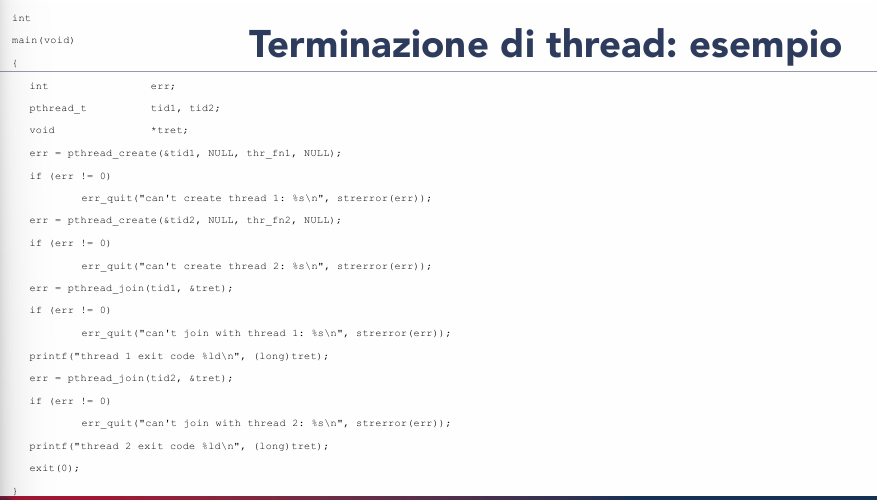 Terminazione di thread: esempio
int
main(void)
{
int err;
pthread_t tid1, tid2;
void *tret;
err = pthread_create(&tid1, NULL, thr_fn1, NULL);
if (err != 0)
err_quit("can't create thread 1: %s\n", strerror(err));
err = pthread_create(&tid2, NULL, thr_fn2, NULL);
if (err != 0)
err_quit("can't create thread 2: %s\n", strerror(err));
err = pthread_join(tid1, &tret);
if (err != 0)
err_quit("can't join with thread 1: %s\n", strerror(err));
printf("thread 1 exit code %ld\n", (long)tret);
err = pthread_join(tid2, &tret);
if (err != 0)
err_quit("can't join with thread 2: %s\n", strerror(err));
printf("thread 2 exit code %ld\n", (long)tret);
exit(0);
}